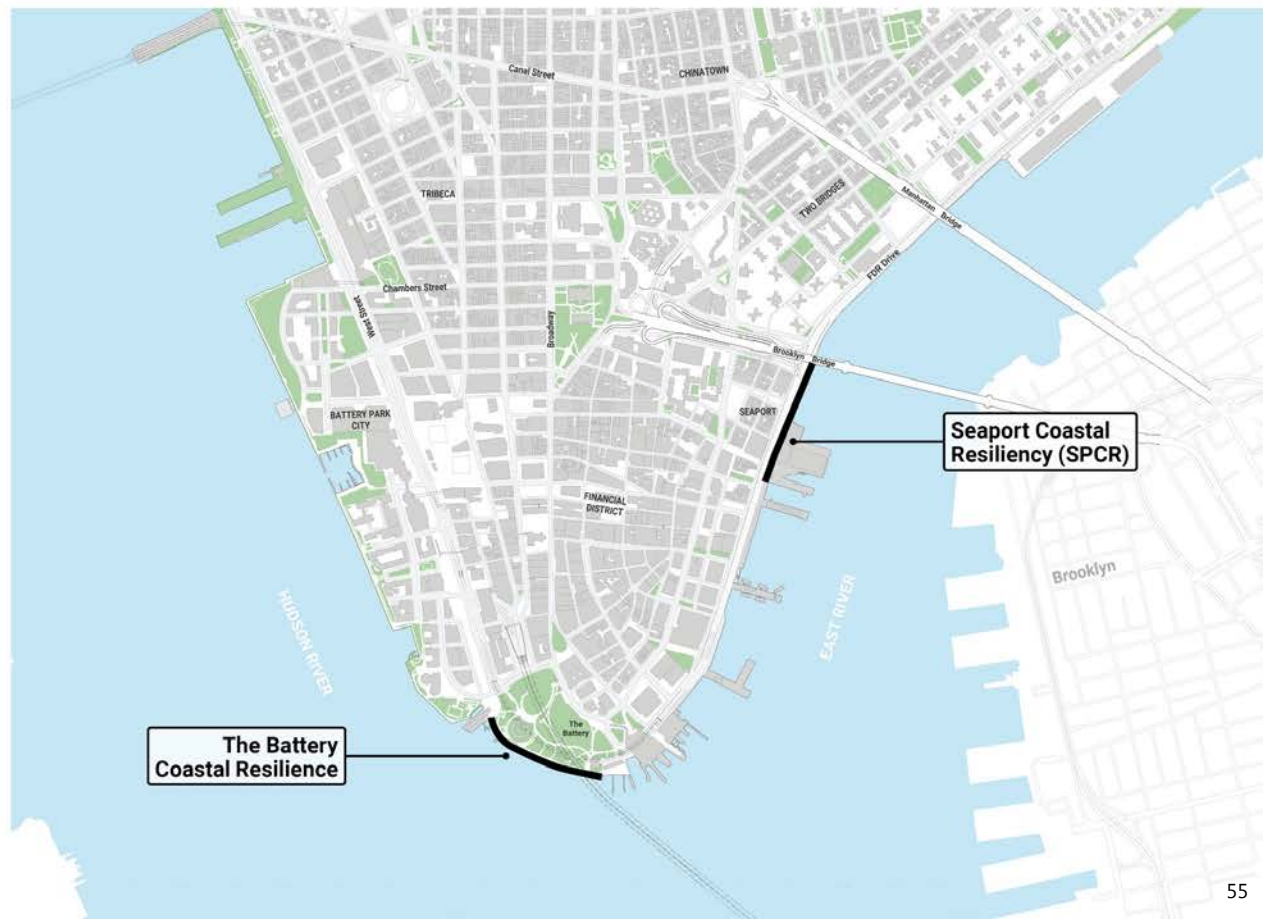 Canal Street
CHINATOWN
TRIBECA
TWO BRIDGES
Manhattan Bridge
FDR Drive
Chambers Street
West Street
Broadway
Brooklyn Bridge
BATTERY PARK
CITY
SEAPORT
Seaport Coastal
Resiliency (SPCR)
FINANCIAL
DISTRICT
Brooklyn
HUDSON RIVER
EAST RIVER
The
Battery
The Battery
Coastal Resilience
55